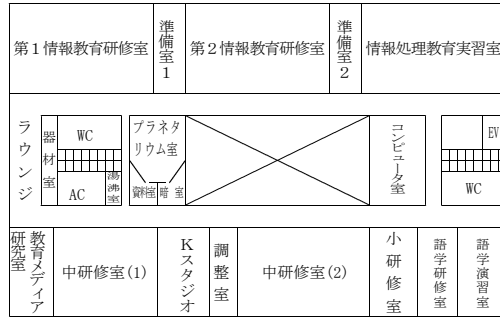 第1情報教育研修室
準備室1
第2情報教育研修室
準備室2
情報処理教育実習室
ラウンジ
器材室
WC
AC
湯沸室
プラネタ
リウム室
資料室
暗室
コンピュータ室
EV
WC
教育メディア
研究室
中研修室(1)
Kスタジオ
調整室
中研修室(2)
小研修室
語学研修室
語学演習室